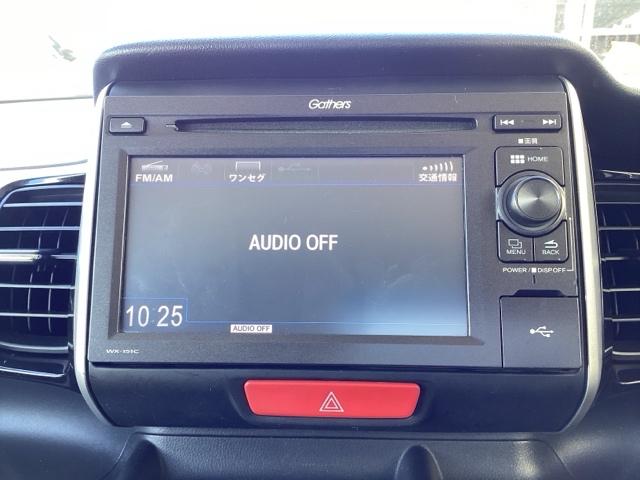 Gathers
■画質
HOME
FM/AM ワンセグ 交通情報
AUDIO OFF
MENU BACK
POWER / ■ DISP OFF
10 25
AUDIO OFF
WX-151C